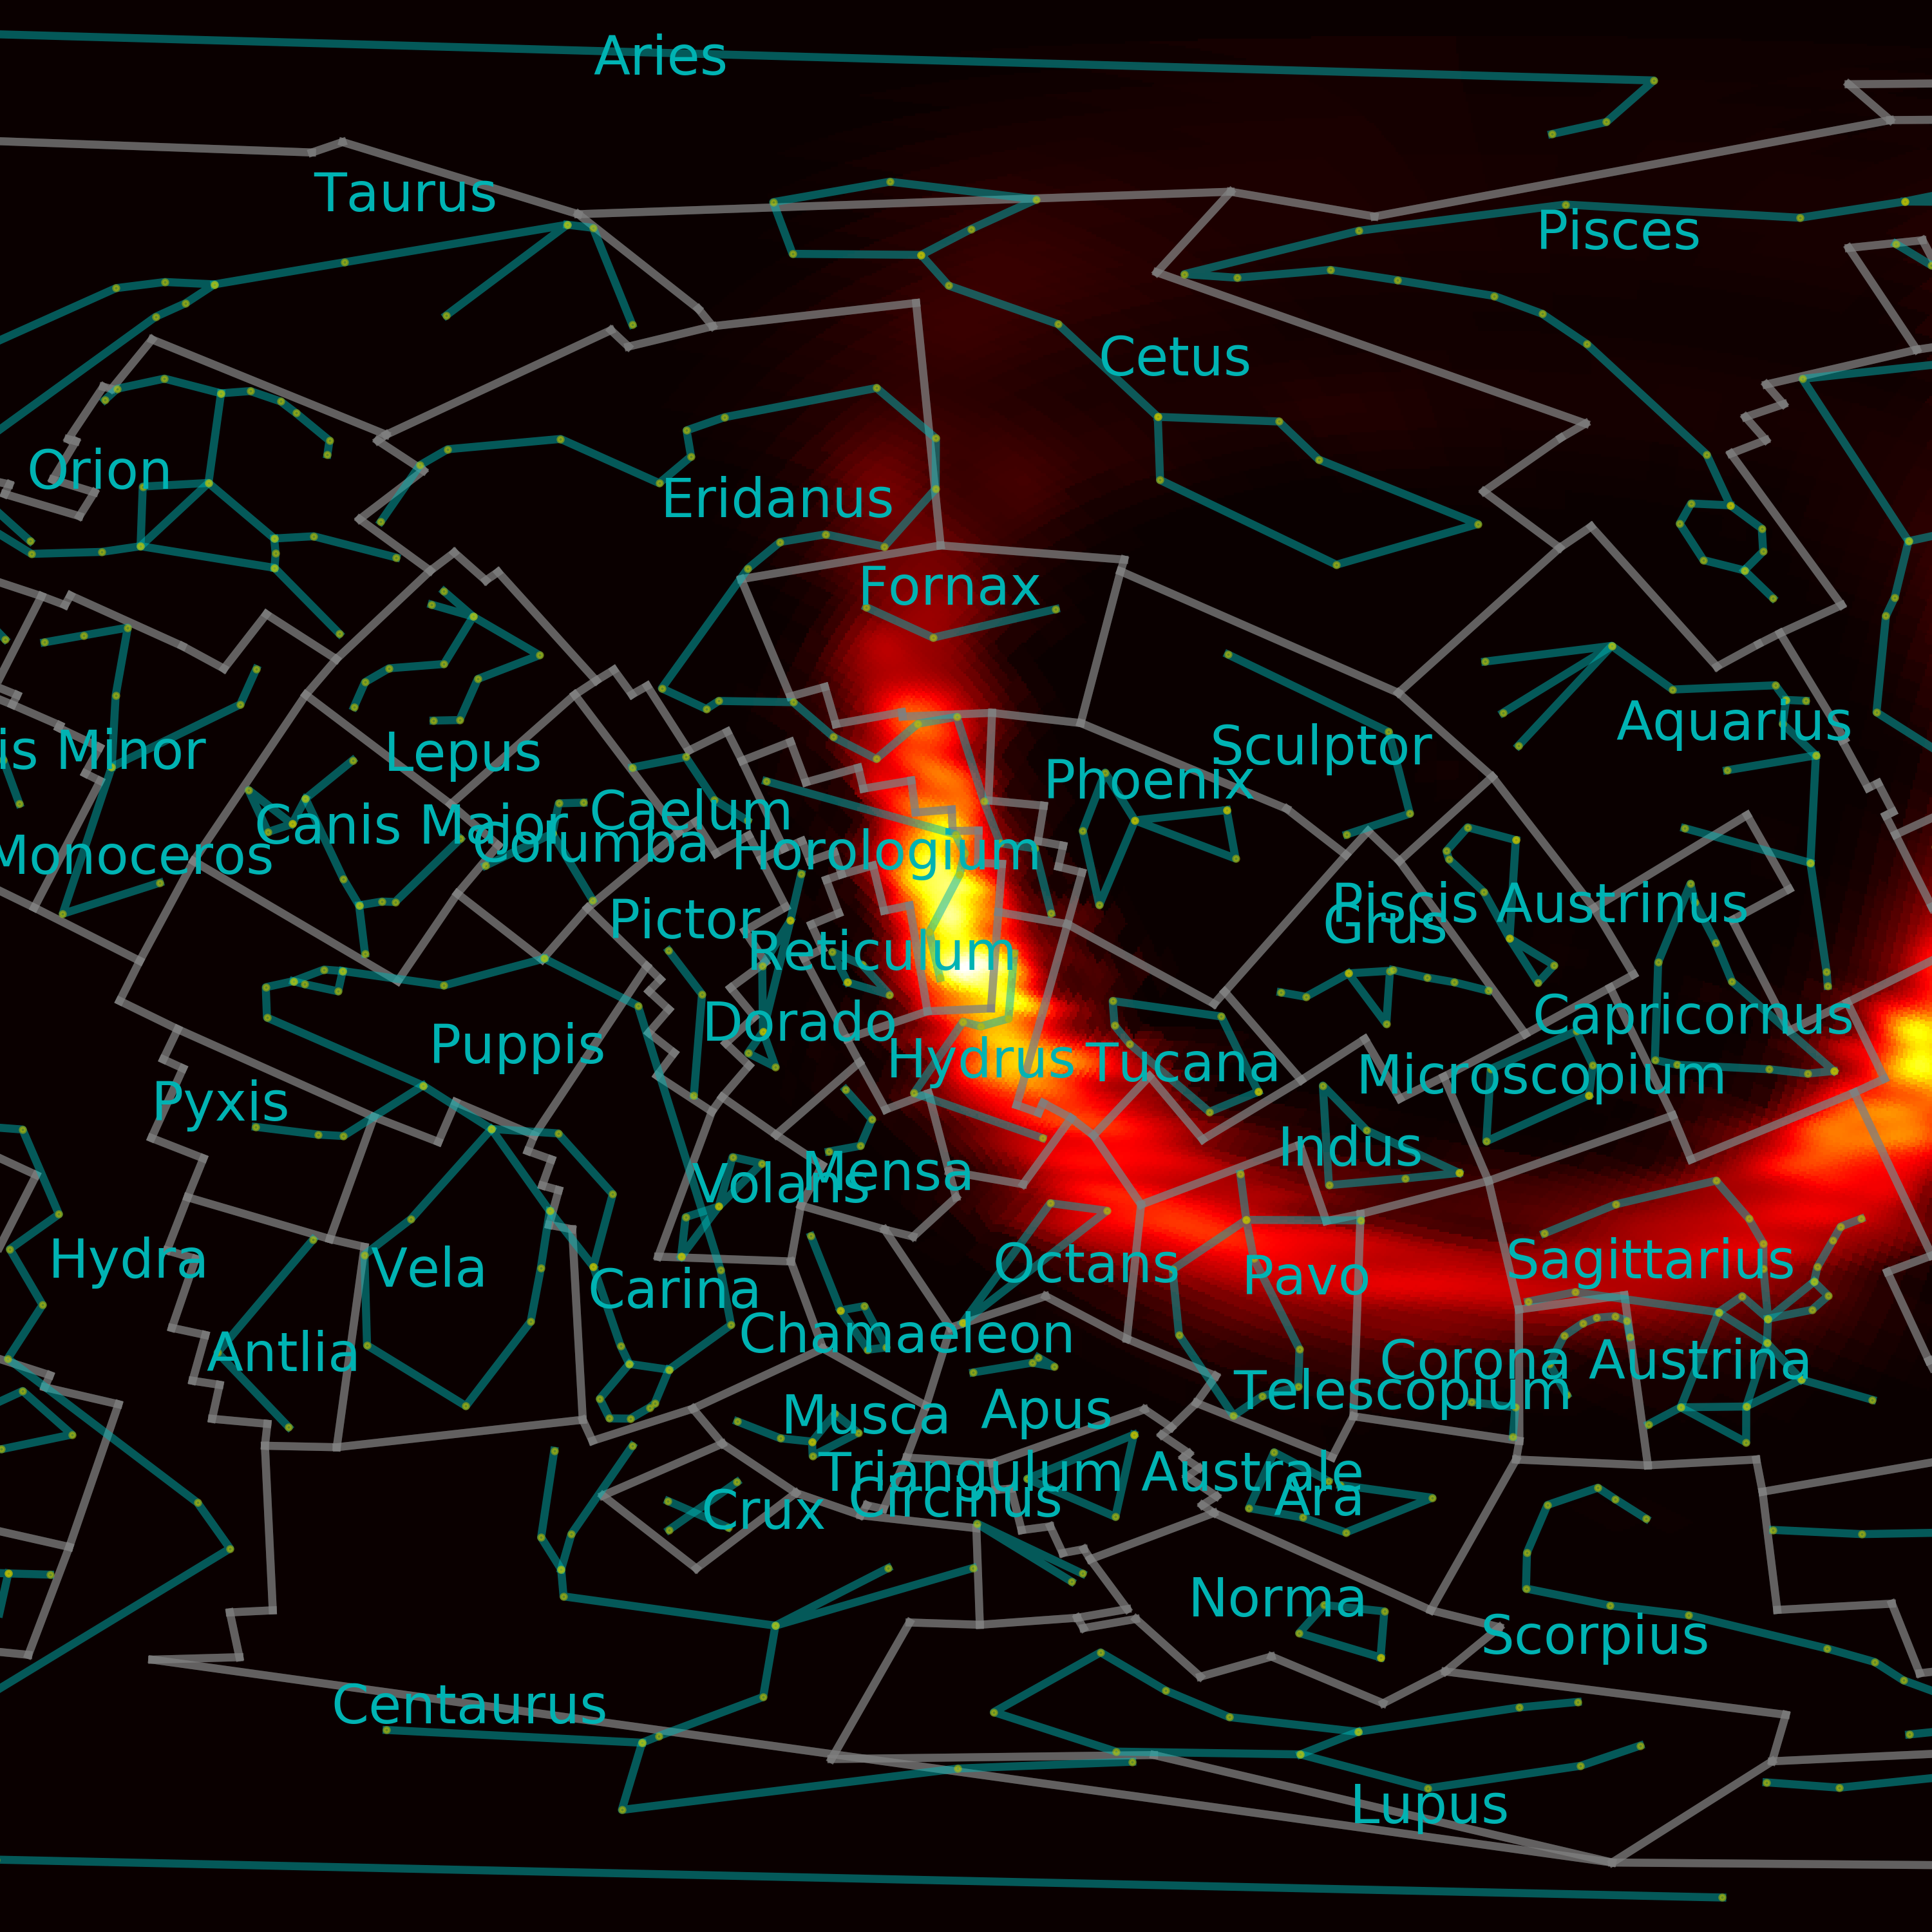 Aries
Taurus
Pisces
Cetus
Orion
Eridanus
Fornax
Aquarius
is Minor
Lepus
Sculptor
Phoenix
Canis Major
Caelum
Columba
Monoceros
Horologium
Piscis Austrinus
Pictor
Grus
Reticulum
Capricornus
Dorado
Puppis
Hydrus
Tucana
Microscopium
Pyxis
Indus
Mensa
Volans
Hydra
Vela
Octans
Sagittarius
Carina
Pavo
Chamaeleon
Antlia
Corona Austrina
Telescopium
Musca
Apus
Triangulum Australe
Circinus
Ara
Crux
Norma
Scorpius
Centaurus
Lupus